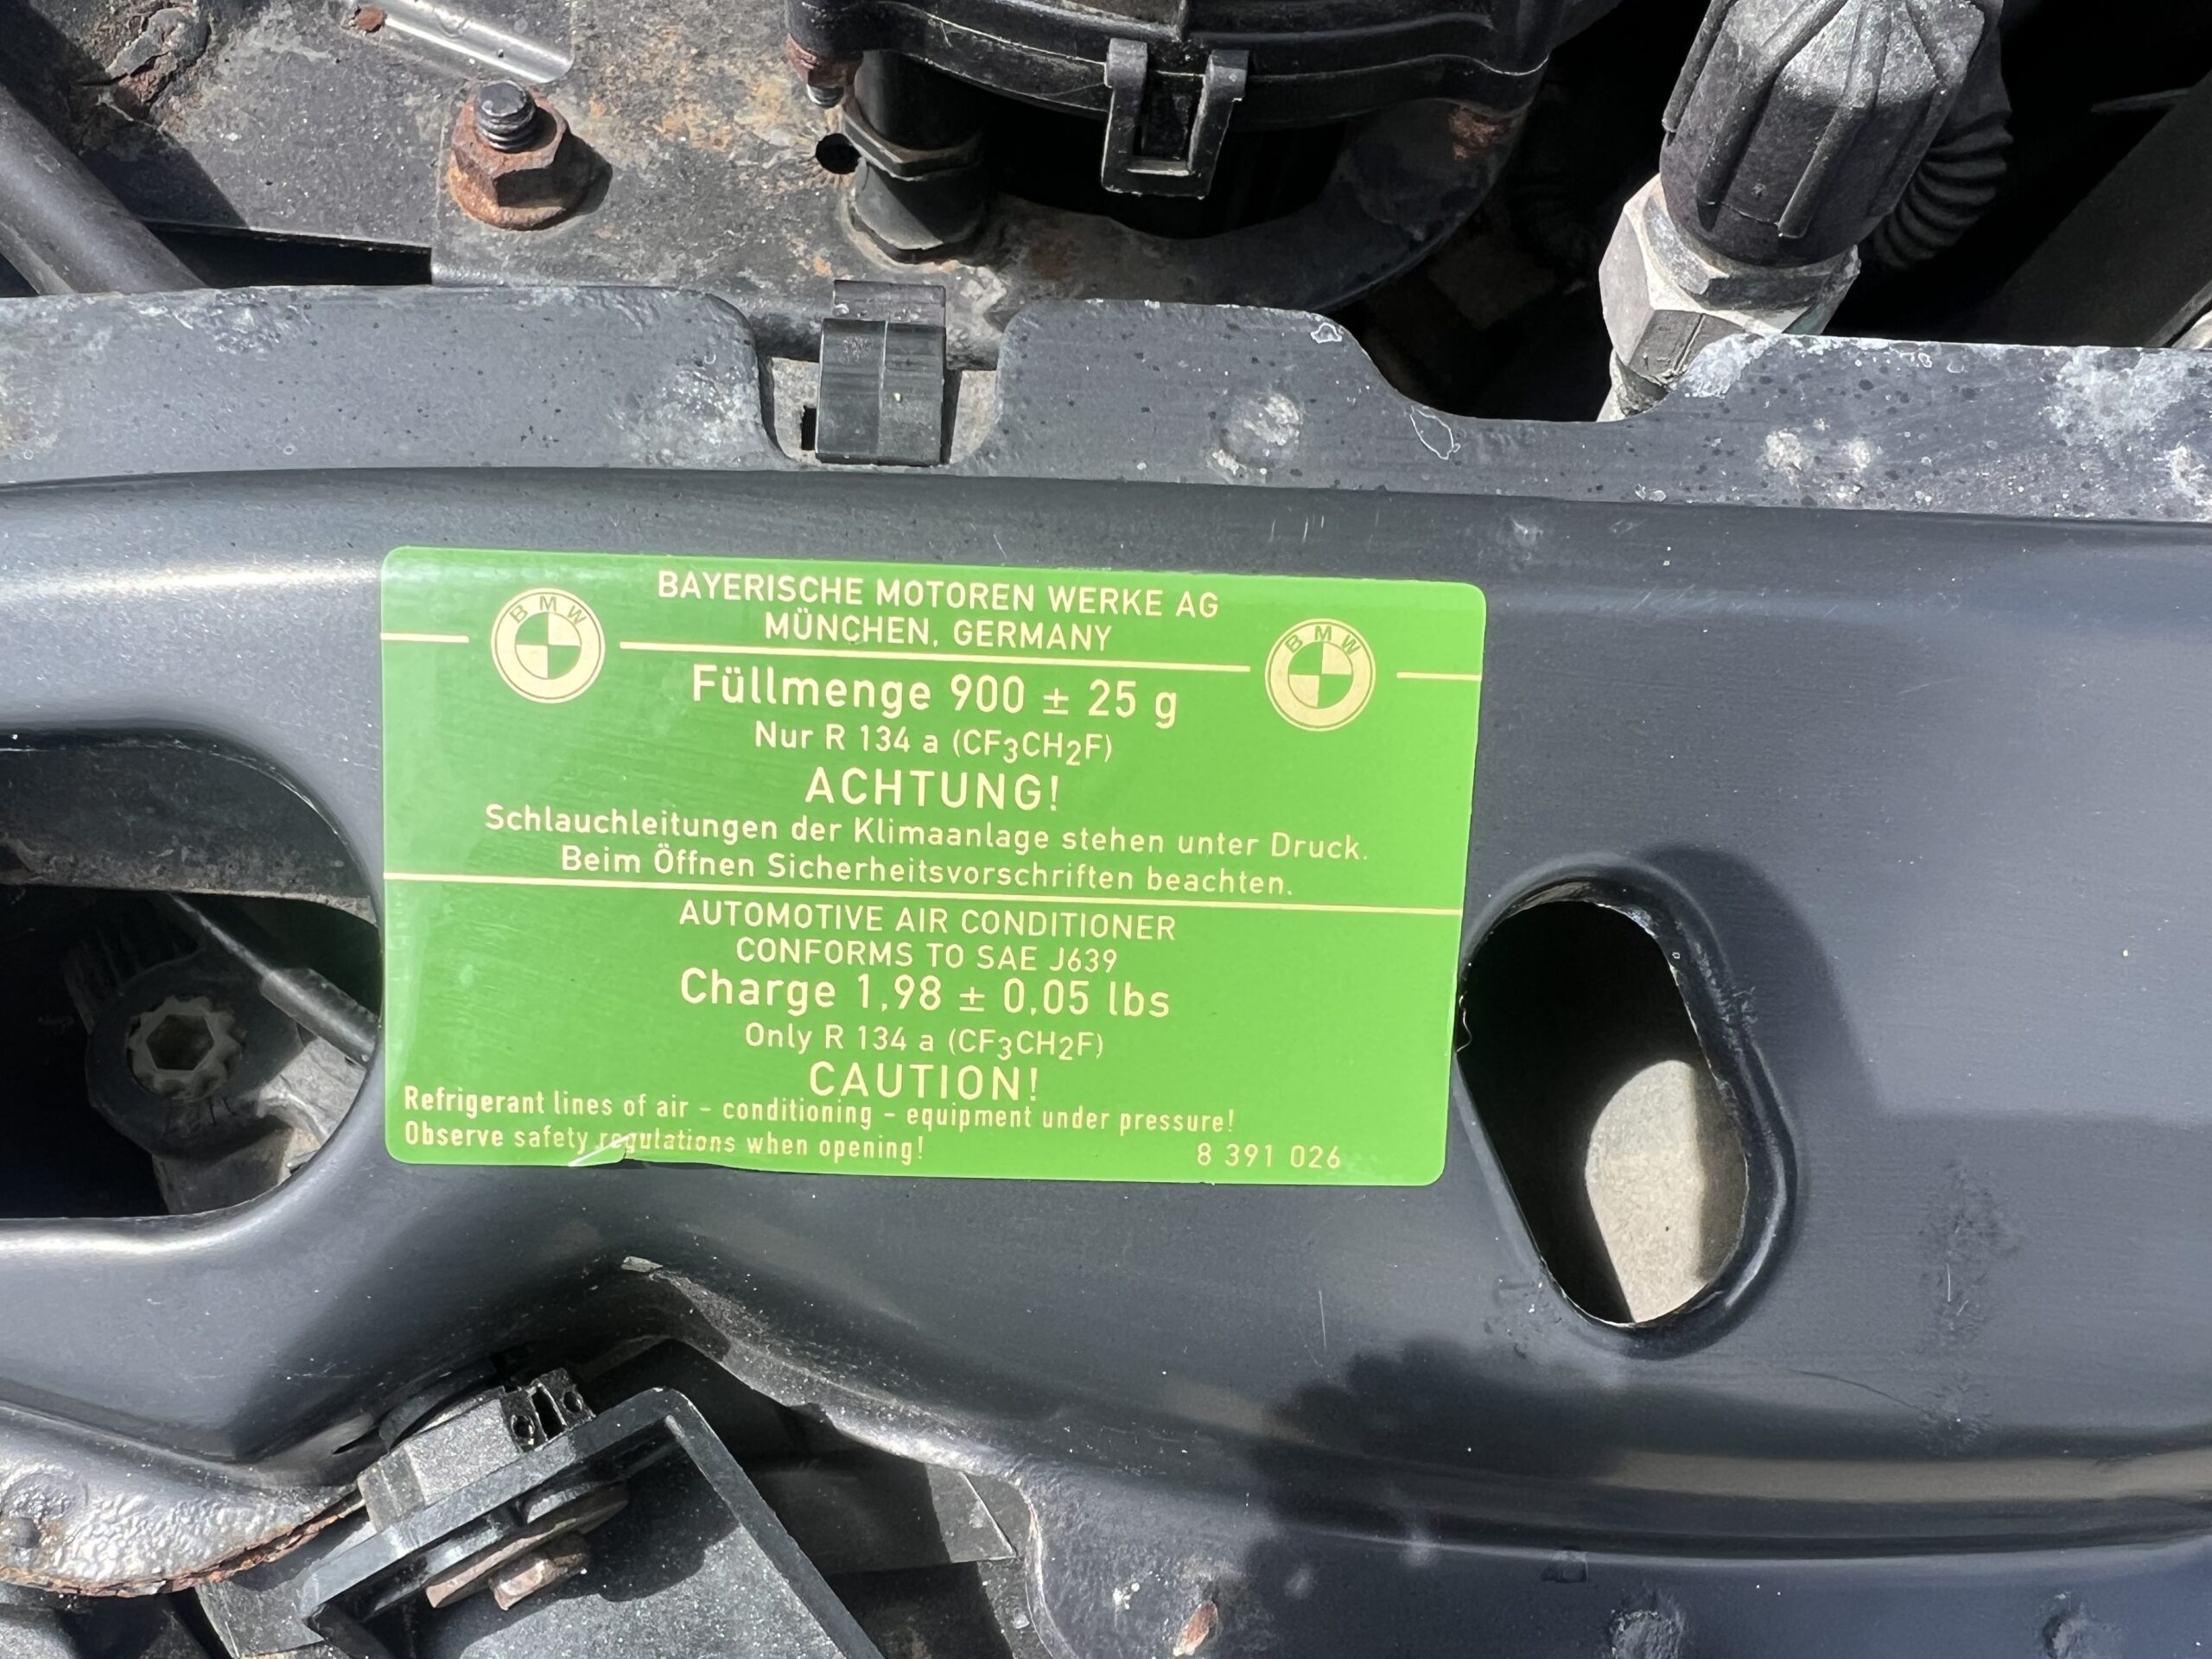 BAYERISCHE MOTOREN WERKE AG
MÜNCHEN, GERMANY
BMW
BMW
Füllmenge 900 ± 25 g
Nur R 134 a (CF₃CH₂F)
ACHTUNG!
Schlauchleitungen der Klimaanlage stehen unter Druck.
Beim Öffnen Sicherheitsvorschriften beachten.
AUTOMOTIVE AIR CONDITIONER
CONFORMS TO SAE J639
Charge 1,98 ± 0,05 lbs
Only R 134 a (CF₃CH₂F)
CAUTION!
Refrigerant lines of air - conditioning - equipment under pressure!
Observe safety regulations when opening!
8 391 026